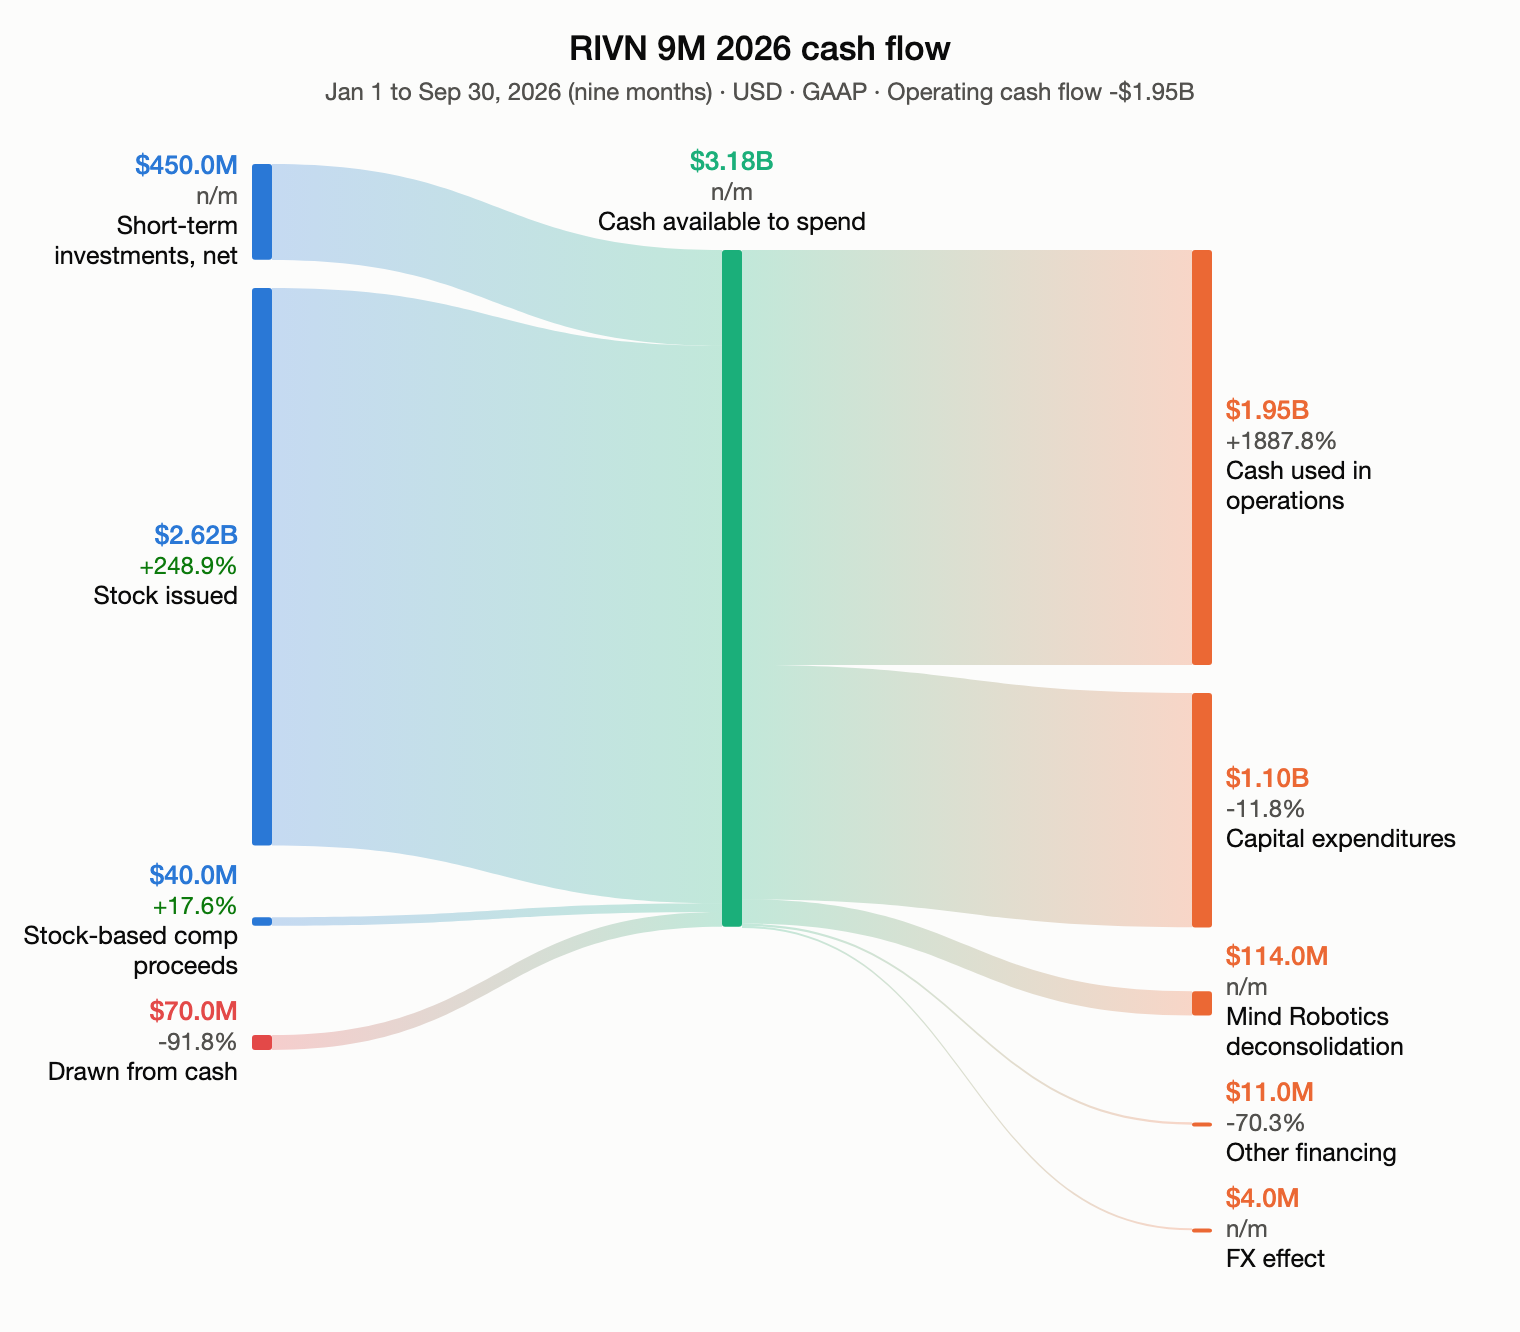 RIVN 9M 2026 cash flow
Jan 1 to Sep 30, 2026 (nine months) · USD · GAAP · Operating cash flow -$1.95B
$450.0M
n/m
Short-term
investments, net
$2.62B
+248.9%
Stock issued
$40.0M
+17.6%
Stock-based comp
proceeds
$70.0M
-91.8%
Drawn from cash
$3.18B
n/m
Cash available to spend
$1.95B
+1887.8%
Cash used in
operations
$1.10B
-11.8%
Capital expenditures
$114.0M
n/m
Mind Robotics
deconsolidation
$11.0M
-70.3%
Other financing
$4.0M
n/m
FX effect